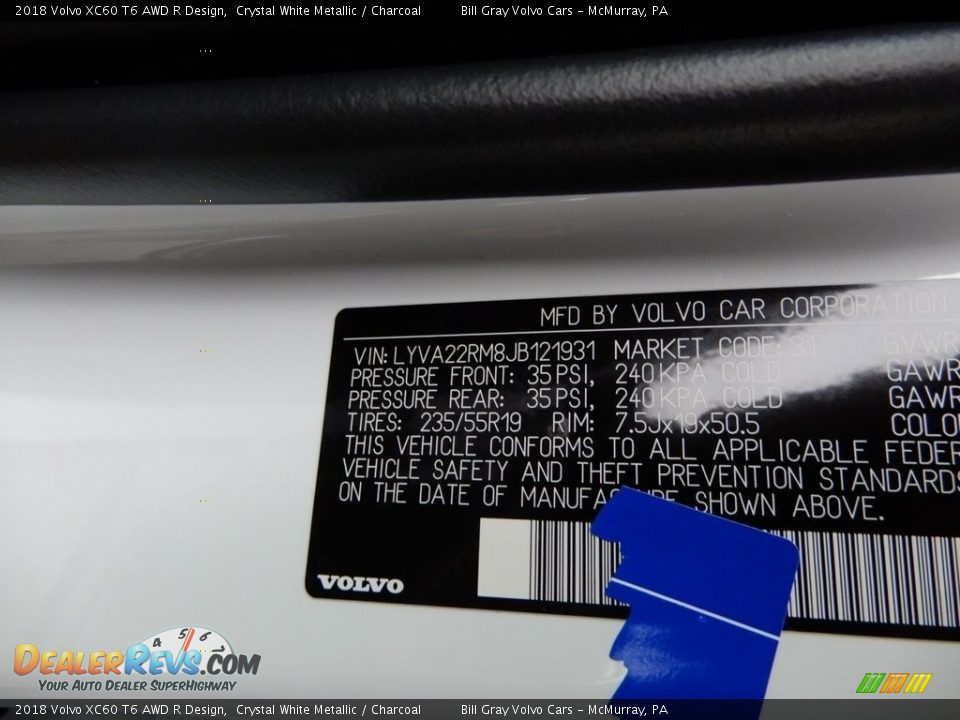 2018 Volvo XC60 T6 AWD R Design, Crystal White Metallic / Charcoal Bill Gray Volvo Cars - McMurray, PA
MFD BY VOLVO CAR CORPORATION
VIN: LYVA22RM8JB121931 MARKET CODE: 31 GVWR
PRESSURE FRONT: 35 PSI, 240 KPA COLD GAWR
PRESSURE REAR: 35 PSI, 240 KPA COLD GAWR
TIRES: 235/55R19 RIM: 7.5Jx19x50.5 COLO
THIS VEHICLE CONFORMS TO ALL APPLICABLE FEDER
VEHICLE SAFETY AND THEFT PREVENTION STANDARDS
ON THE DATE OF SHOWN ABOVE.
VOLVO
4 5 6 7
DEALERREVS.COM
YOUR AUTO DEALER SUPERHIGHWAY
2018 Volvo XC60 T6 AWD R Design, Crystal White Metallic / Charcoal Bill Gray Volvo Cars - McMurray, PA